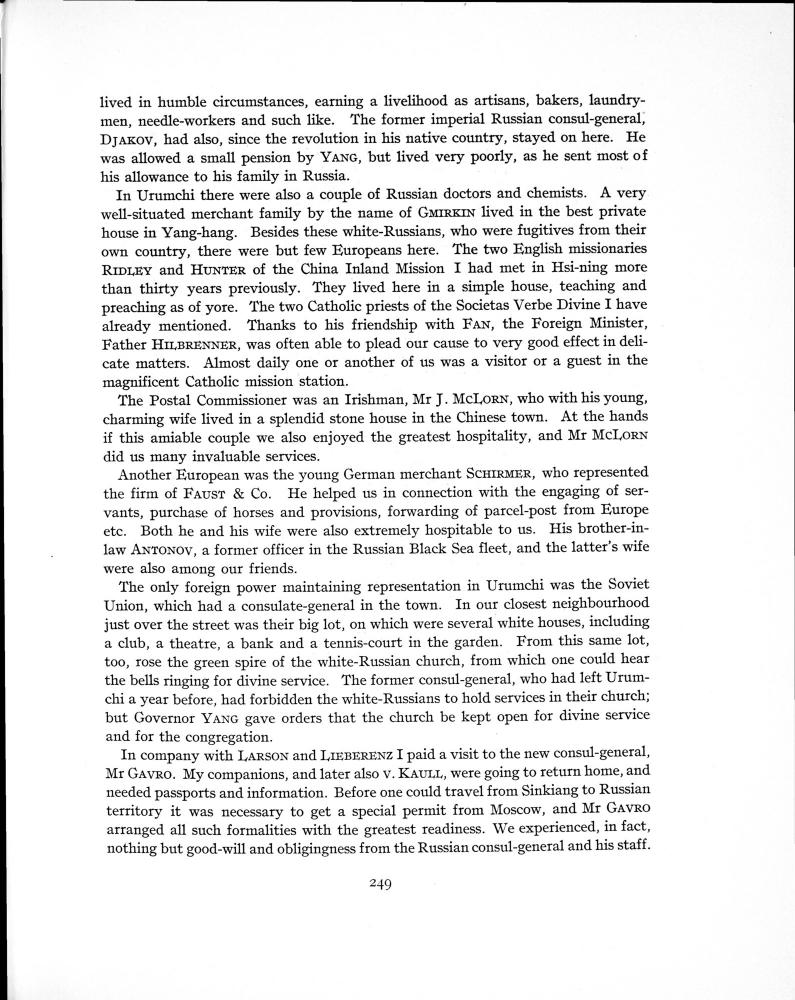 lived in humble circumstances, earning a livelihood as artisans, bakers, laundry-
men, needle-workers and such like. The former imperial Russian consul-general,
DJAKOV, had also, since the revolution in his native country, stayed on here. He
was allowed a small pension by YANG, but lived very poorly, as he sent most of
his allowance to his family in Russia.
In Urumchi there were also a couple of Russian doctors and chemists. A very
well-situated merchant family by the name of GMIRKIN lived in the best private
house in Yang-hang. Besides these white-Russians, who were fugitives from their
own country, there were but few Europeans here. The two English missionaries
RIDLEY and HUNTER of the China Inland Mission I had met in Hsi-ning more
than thirty years previously. They lived here in a simple house, teaching and
preaching as of yore. The two Catholic priests of the Societas Verbe Divine I have
already mentioned. Thanks to his friendship with FAN, the Foreign Minister,
Father HILBRENNER, was often able to plead our cause to very good effect in deli-
cate matters. Almost daily one or another of us was a visitor or a guest in the
magnificent Catholic mission station.
The Postal Commissioner was an Irishman, Mr J. MCLORN, who with his young,
charming wife lived in a splendid stone house in the Chinese town. At the hands
if this amiable couple we also enjoyed the greatest hospitality, and Mr MCLORN
did us many invaluable services.
Another European was the young German merchant SCHIRMER, who represented
the firm of FAUST & Co. He helped us in connection with the engaging of ser-
vants, purchase of horses and provisions, forwarding of parcel-post from Europe
etc. Both he and his wife were also extremely hospitable to us. His brother-in-
law ANTONOV, a former officer in the Russian Black Sea fleet, and the latter's wife
were also among our friends.
The only foreign power maintaining representation in Urumchi was the Soviet
Union, which had a consulate-general in the town. In our closest neighbourhood
just over the street was their big lot, on which were several white houses, including
a club, a theatre, a bank and a tennis-court in the garden. From this same lot,
too, rose the green spire of the white-Russian church, from which one could hear
the bells ringing for divine service. The former consul-general, who had left Urum-
chi a year before, had forbidden the white-Russians to hold services in their church;
but Governor YANG gave orders that the church be kept open for divine service
and for the congregation.
In company with LARSON and LIEBERENZ I paid a visit to the new consul-general,
Mr GAVRO. My companions, and later also v. KAULL, were going to return home, and
needed passports and information. Before one could travel from Sinkiang to Russian
territory it was necessary to get a special permit from Moscow, and Mr GAVRO
arranged all such formalities with the greatest readiness. We experienced, in fact,
nothing but good-will and obligingness from the Russian consul-general and his staff.
249